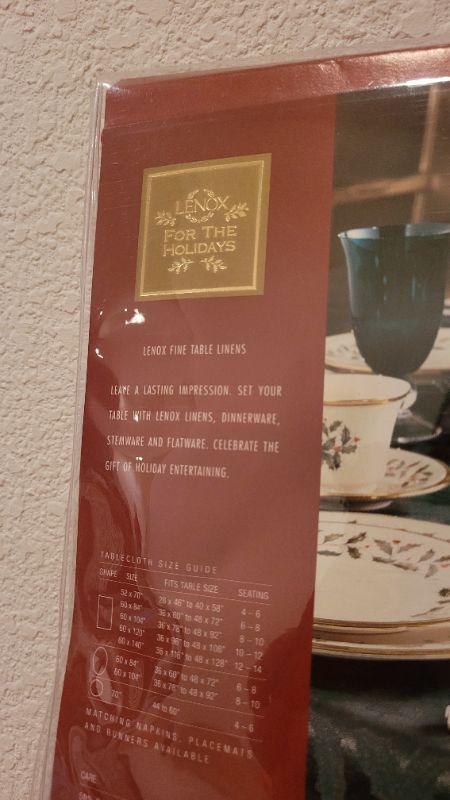 LENOX
FOR THE
HOLIDAYS
LENOX FINE TABLE LINENS
LEAVE A LASTING IMPRESSION. SET YOUR
TABLE WITH LENOX LINENS, DINNERWARE,
STEMWARE AND FLATWARE. CELEBRATE THE
GIFT OF HOLIDAY ENTERTAINING.
TABLECLOTH SIZE GUIDE
SHAPE SIZE FITS TABLE SIZE SEATING
52 x 70" 28 x 46" to 40 x 58" 4 – 6
60 x 84" 36 x 60" to 48 x 72" 6 – 8
60 x 104" 36 x 78" to 48 x 92" 8 – 10
60 x 120" 36 x 96" to 48 x 108" 10 – 12
60 x 140" 36 x 116" to 48 x 128" 12 – 14
60 x 84" 36 x 68" to 48 x 72" 6 – 8
60 x 104" 36 x 76" to 48 x 92" 8 – 10
70" 44 to 60" 4 – 6
MATCHING NAPKINS, PLACEMATS
AND RUNNERS AVAILABLE
CARE: